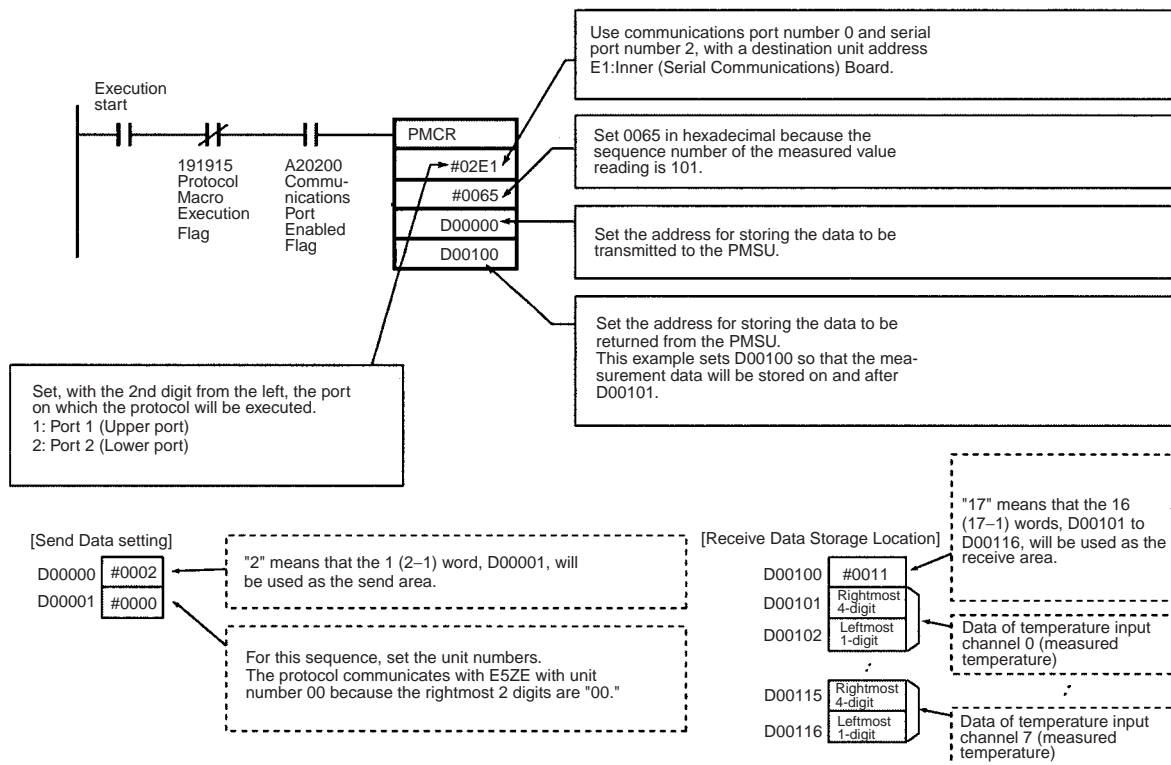 Use communications port number 0 and serial
port number 2, with a destination unit address
E1:Inner (Serial Communications) Board.
Execution
start
191915
Protocol
Macro
Execution
Flag
A20200
Commu-
nications
Port
Enabled
Flag
PMCR
#02E1
#0065
D00000
D00100
Set 0065 in hexadecimal because the
sequence number of the measured value
reading is 101.
Set the address for storing the data to be
transmitted to the PMSU.
Set the address for storing the data to be
returned from the PMSU.
This example sets D00100 so that the mea-
surement data will be stored on and after
D00101.
Set, with the 2nd digit from the left, the port
on which the protocol will be executed.
1: Port 1 (Upper port)
2: Port 2 (Lower port)
[Send Data setting]
D00000 #0002
D00001 #0000
"2" means that the 1 (2–1) word, D00001, will
be used as the send area.
For this sequence, set the unit numbers.
The protocol communicates with E5ZE with unit
number 00 because the rightmost 2 digits are "00."
[Receive Data Storage Location]
D00100 #0011
D00101 Rightmost
4-digit
D00102 Leftmost
1-digit
D00115 Rightmost
4-digit
D00116 Leftmost
1-digit
"17" means that the 16
(17–1) words, D00101 to
D00116, will be used as the
receive area.
Data of temperature input
channel 0 (measured
temperature)
Data of temperature input
channel 7 (measured
temperature)